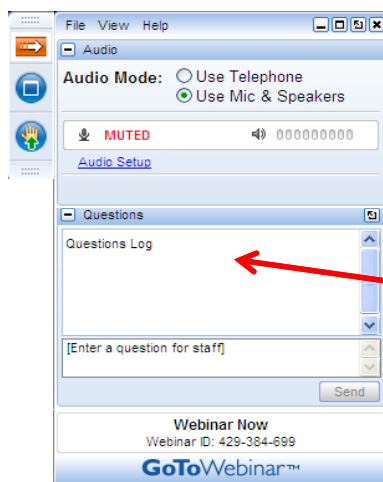 File View Help
Audio
Audio Mode: Use Telephone
Use Mic & Speakers
MUTED 000000000
Audio Setup
Questions
Questions Log
[Enter a question for staff]
Send
Webinar Now
Webinar ID: 429-384-699
GoToWebinar™